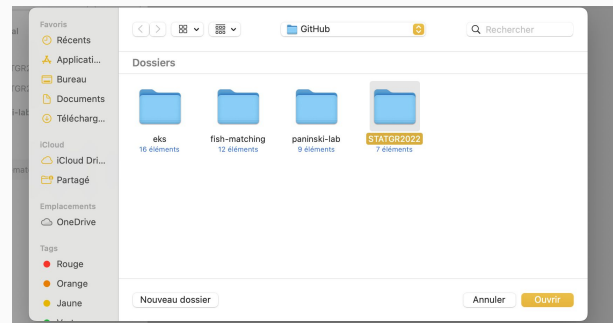 Favoris
Récents
Applicati...
Bureau
Documents
Télécharg...
iCloud
iCloud Dri...
Partagé
Emplacements
OneDrive
Tags
Rouge
Orange
Jaune
GitHub
Rechercher
Dossiers
eks
16 éléments
fish-matching
12 éléments
paninski-lab
9 éléments
STATGR2022
7 éléments
Nouveau dossier
Annuler
Ouvrir